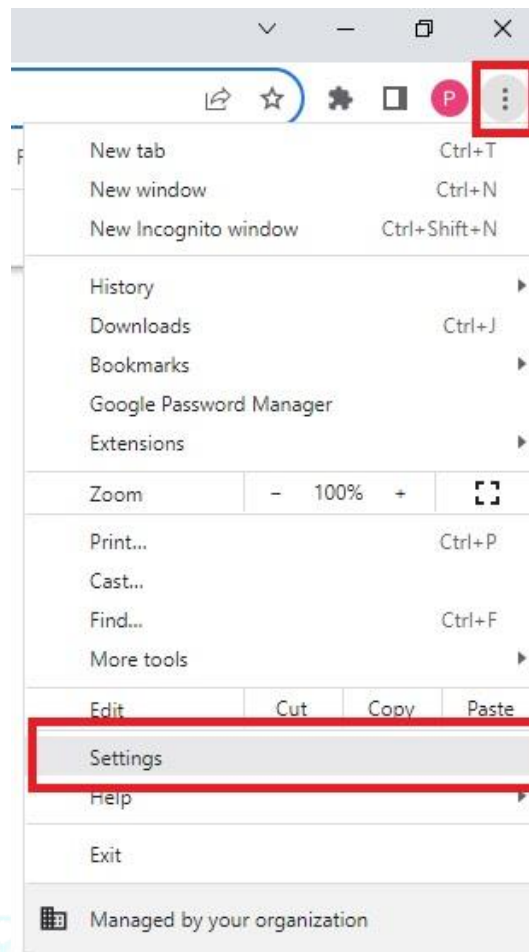 P
F
New tab Ctrl+T
New window Ctrl+N
New Incognito window Ctrl+Shift+N
History
Downloads Ctrl+J
Bookmarks
Google Password Manager
Extensions
Zoom - 100% +
Print... Ctrl+P
Cast...
Find... Ctrl+F
More tools
Edit Cut Copy Paste
Settings
Help
Exit
Managed by your organization